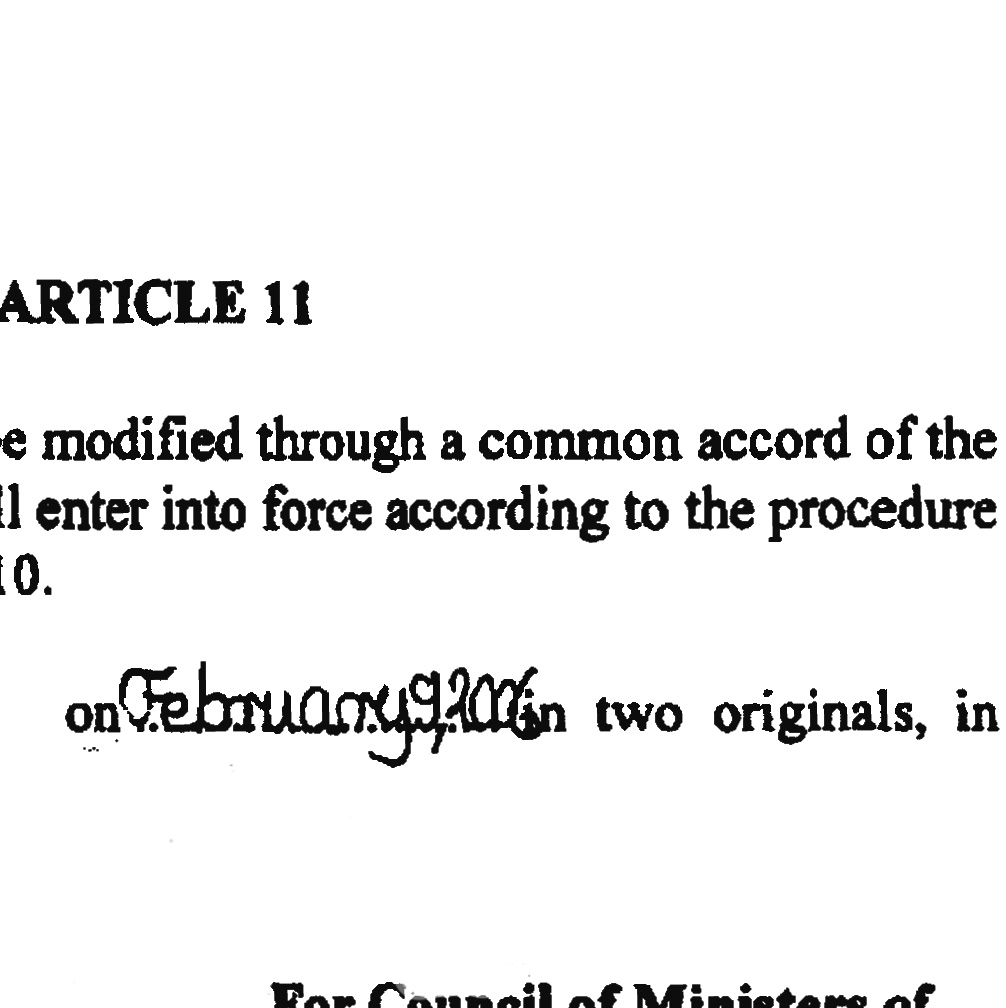 ARTICLE 11
e modified through a common accord of the
ll enter into force according to the procedure
10.
on February 9, 2006 in two originals, in
For Council of Ministers of